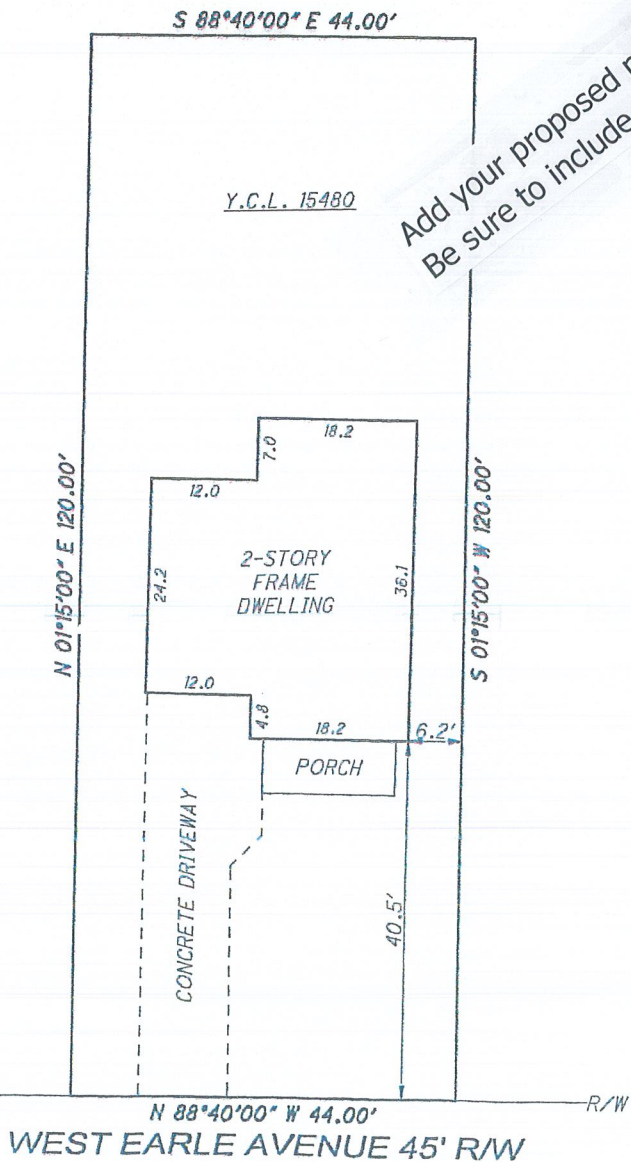 S 88°40'00" E 44.00'
Add your proposed
Be sure to include
Y.C.L. 15480
18.2
7.0
12.0
N 01°15'00" E 120.00'
24.2
2-STORY
FRAME
DWELLING
36.1
S 01°15'00" W 120.00'
12.0
4.8
18.2
6.2'
PORCH
CONCRETE DRIVEWAY
40.5'
R/W
N 88°40'00" W 44.00'
WEST EARLE AVENUE 45' R/W